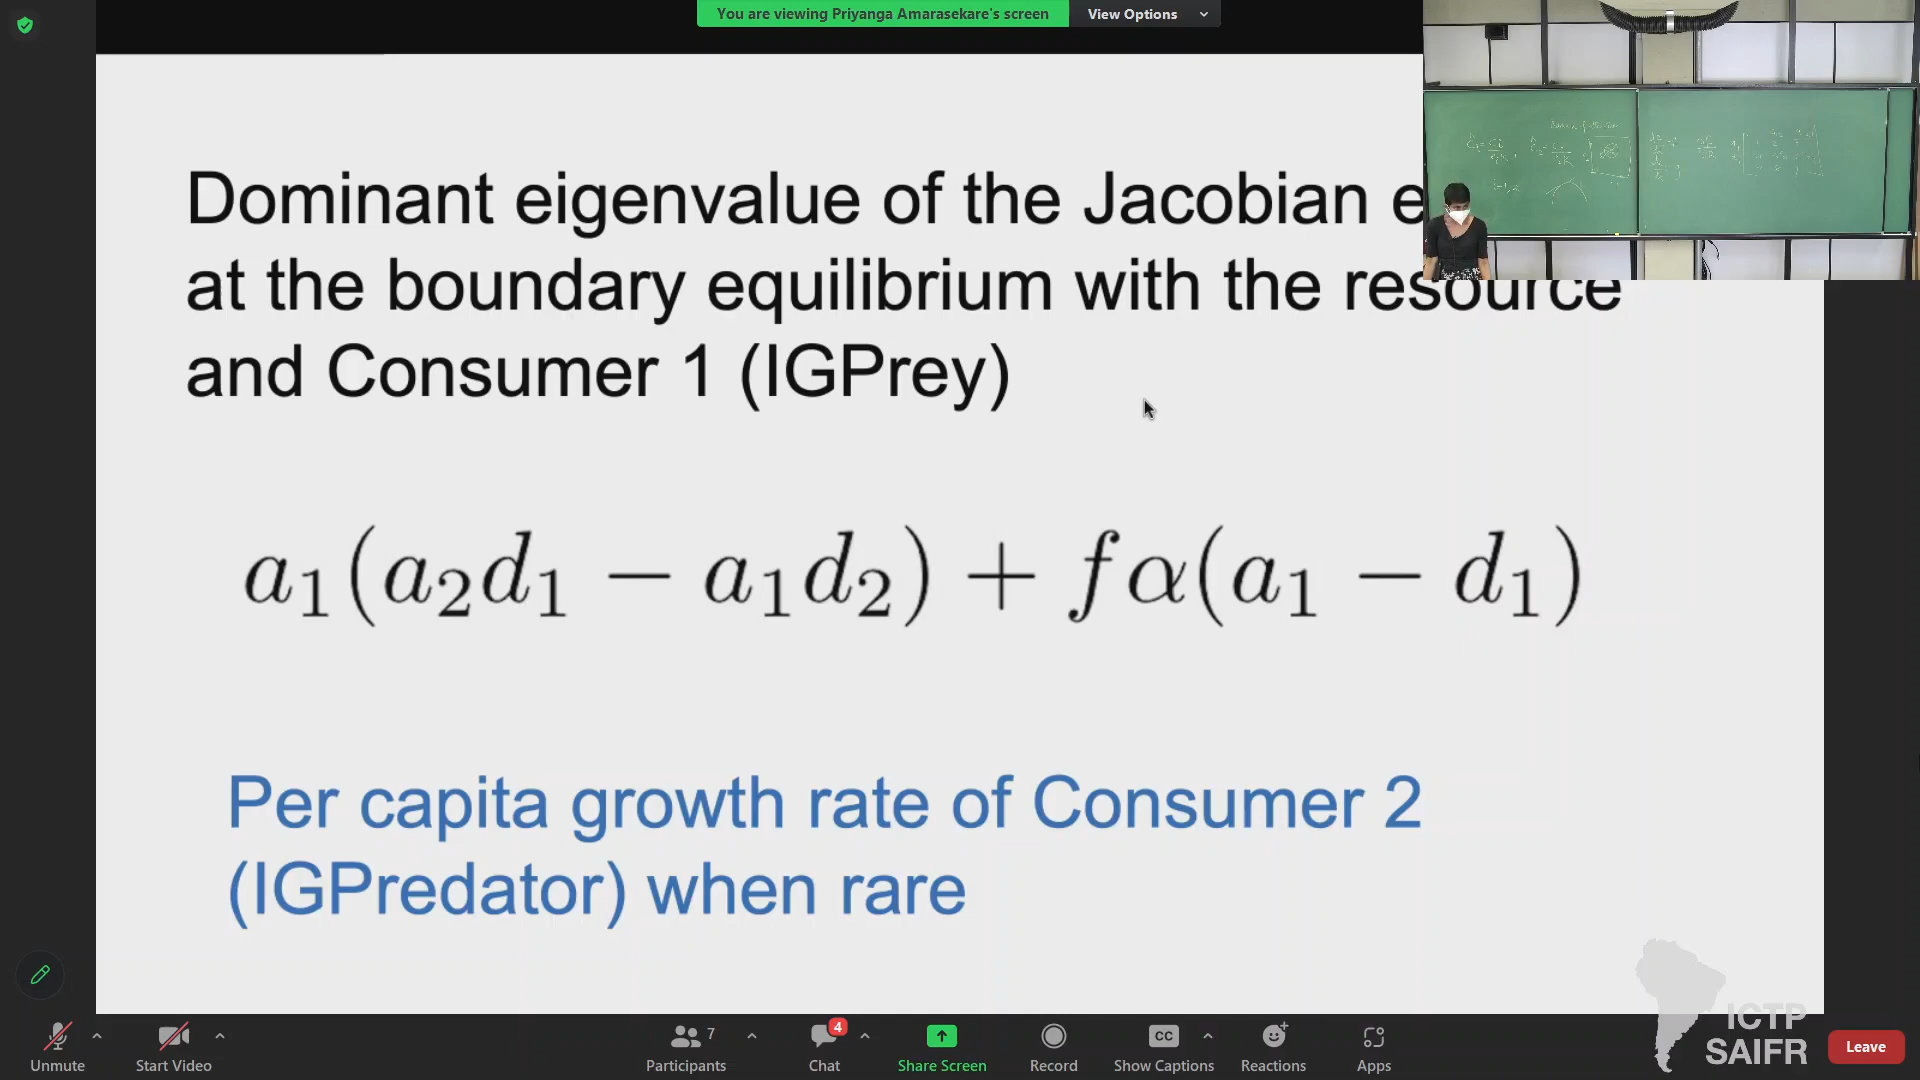 You are viewing Priyanga Amarasekare's screen
View Options
Dominant eigenvalue of the Jacobian e
at the boundary equilibrium with the resource
and Consumer 1 (IGPrey)
a₁(a₂d₁ − a₁d₂) + fα(a₁ − d₁)
Per capita growth rate of Consumer 2
(IGPredator) when rare
ICTP
SAIFR
Unmute
Start Video
7
Participants
4
Chat
Share Screen
Record
CC
Show Captions
Reactions
Apps
Leave